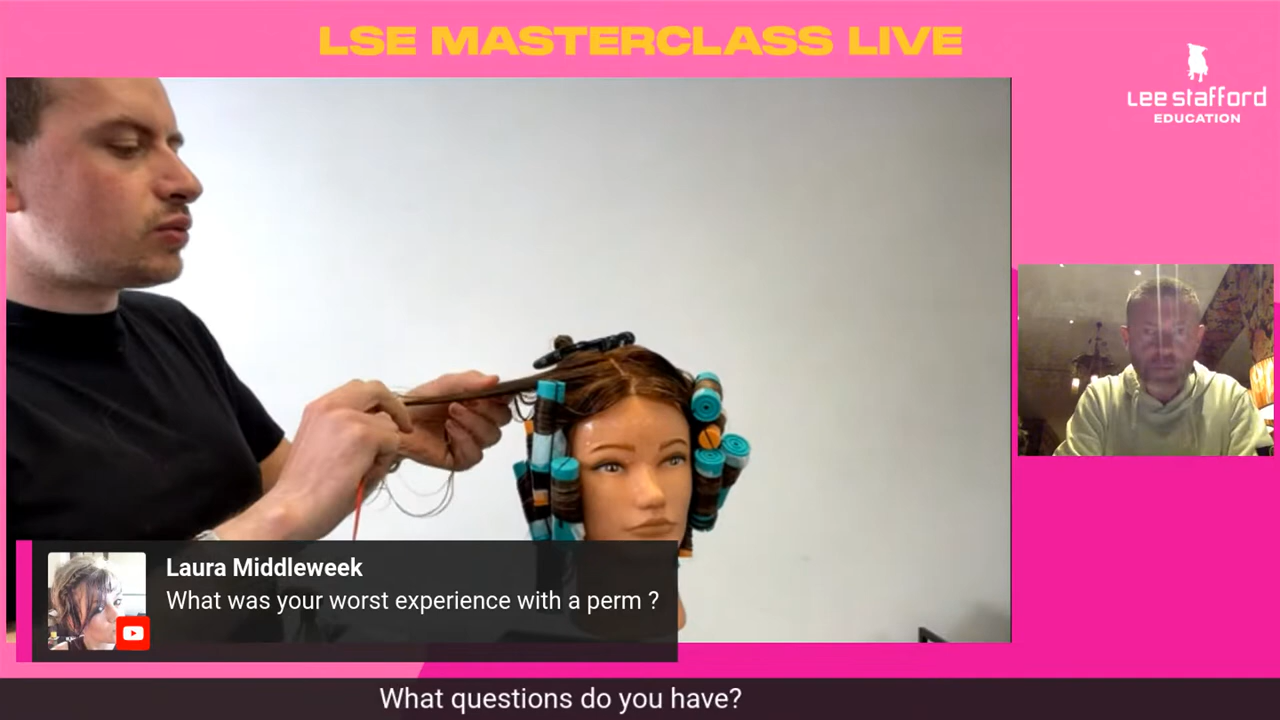 LSE MASTERCLASS LIVE
Lee Stafford
EDUCATION
Laura Middleweek
What was your worst experience with a perm ?
What questions do you have?